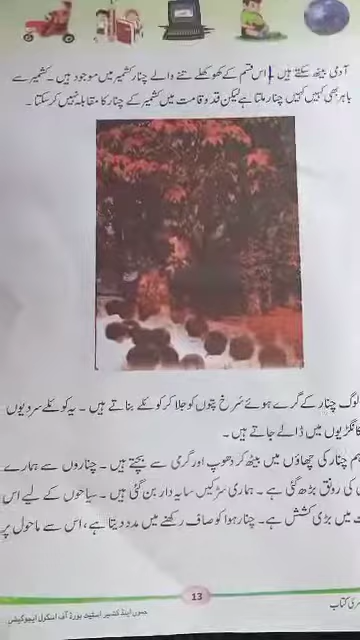 آدمی بیٹھ سکتے ہیں۔ اس قسم کے کھوکھلے تنے والے چنار کشمیر میں موجود ہیں۔ کشمیر سے
باہر بھی کہیں کہیں چنار ملتا ہے لیکن قد و قامت میں کشمیر کے چنار کا مقابلہ نہیں کر سکتا۔
لوگ چنار کے گرے ہوئے سُرخ پتوں کو جلا کر کوئلے بناتے ہیں۔ یہ کوئلے سردیوں
کانگڑیوں میں ڈالے جاتے ہیں۔
ہم چنار کی چھاؤں میں بیٹھ کر دھوپ اور گرمی سے بچتے ہیں۔ چناروں سے ہمارے
کی رونق بڑھ گئی ہے۔ ہماری سڑکیں سایہ دار بن گئی ہیں۔ سیاحوں کے لیے اس
میں بڑی کشش ہے۔ چنار ہوا کو صاف رکھنے میں مدد دیتا ہے، اس سے ماحول پر
13
جموں اینڈ کشمیر اسٹیٹ بورڈ آف اسکول ایجوکیشن
کتاب